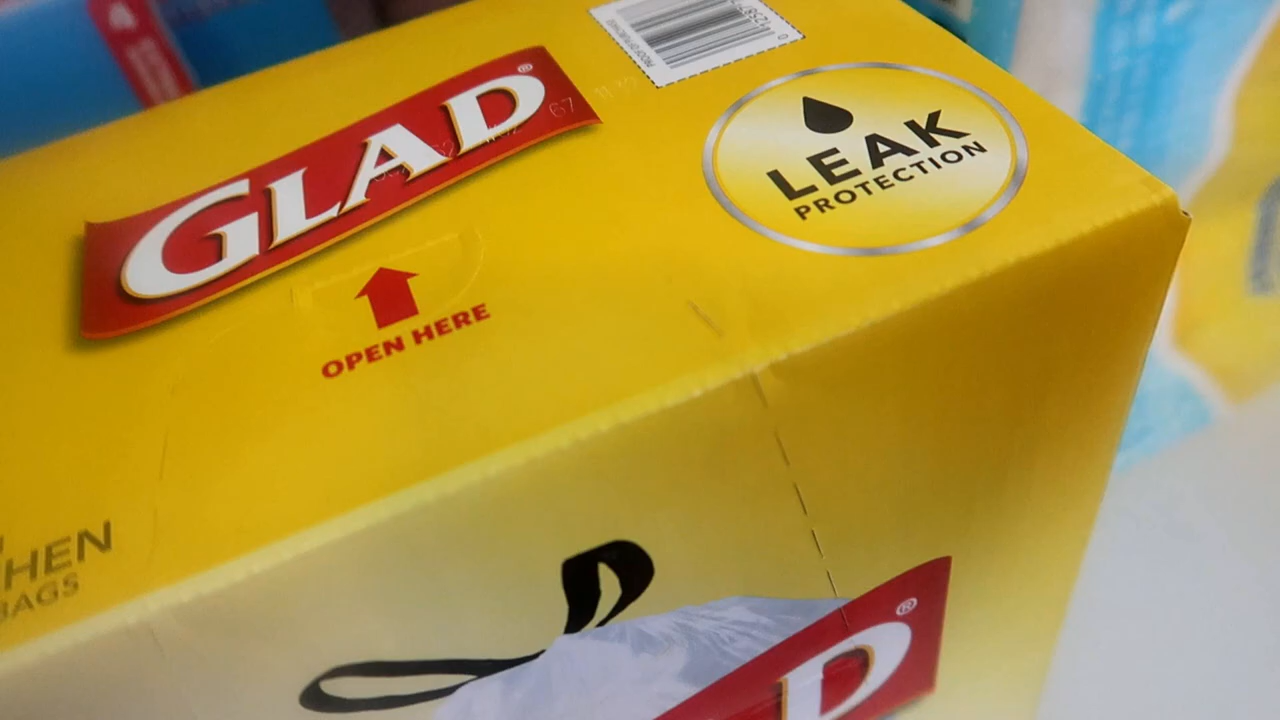 GLAD®
LEAK
PROTECTION
OPEN HERE
HEN
BAGS
D®